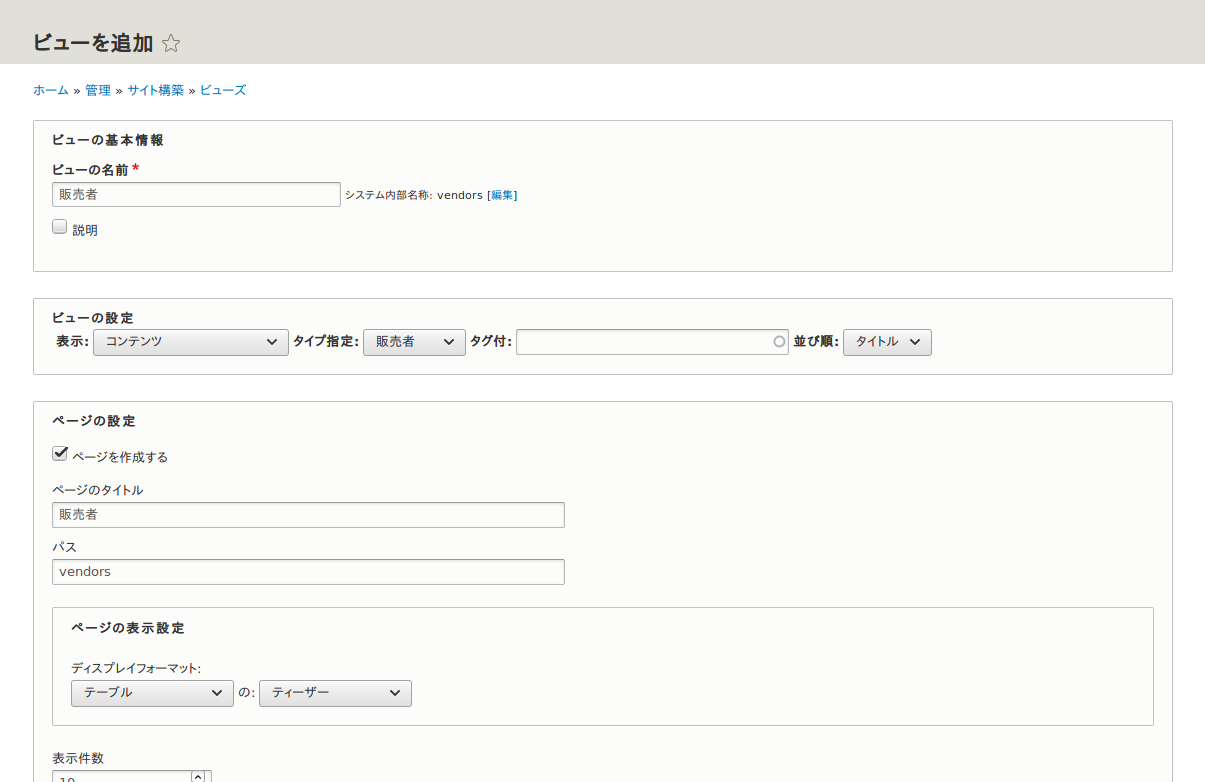 ビューを追加
ホーム » 管理 » サイト構築 » ビューズ
ビューの基本情報
ビューの名前 *
販売者 システム内部名称: vendors [編集]
説明
ビューの設定
表示: コンテンツ タイプ指定: 販売者 タグ付: 並び順: タイトル
ページの設定
ページを作成する
ページのタイトル
販売者
パス
vendors
ページの表示設定
ディスプレイフォーマット:
テーブル の: ティーザー
表示件数
10